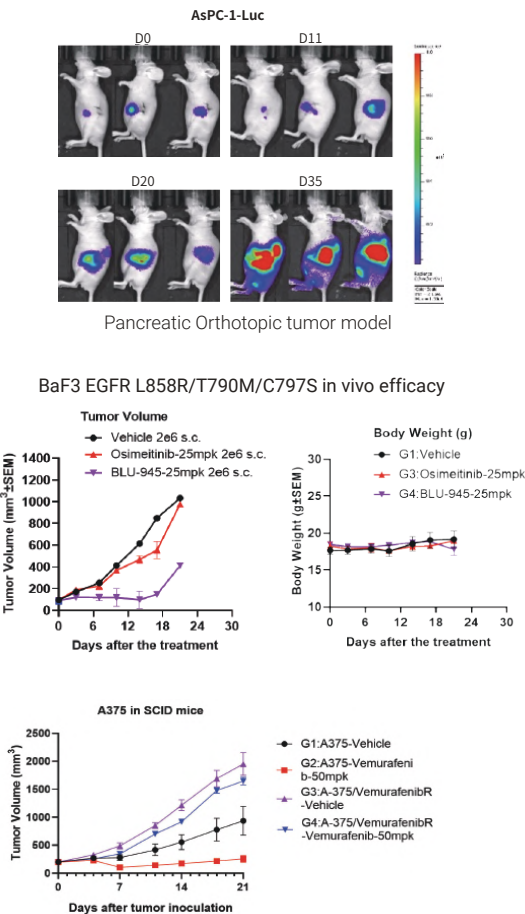 AsPC-1-Luc
D0
D11
D20
D35
Pancreatic Orthotopic tumor model
BaF3 EGFR L858R/T790M/C797S in vivo efficacy
Tumor Volume
Vehicle 2e6 s.c.
Osimeitinib-25mpk 2e6 s.c.
BLU-945-25mpk 2e6 s.c.
Tumor Volume (mm³±SEM)
1400
1200
1000
800
600
400
200
0
0 6 12 18 24 30
Days after the treatment
Body Weight (g)
G1:Vehicle
G3:Osimeitinib-25mpk
G4:BLU-945-25mpk
Body Weight (g±SEM)
30
25
20
15
10
0 6 12 18 24 30
Days after the treatment
A375 in SCID mice
Tumor Volume (mm³)
2500
2000
1500
1000
500
0
0 7 14 21
Days after tumor inoculation
G1:A375-Vehicle
G2:A375-Vemurafeni
b-50mpk
G3:A-375/VemurafenibR
-Vehicle
G4:A-375/VemurafenibR
-Vemurafenib-50mpk